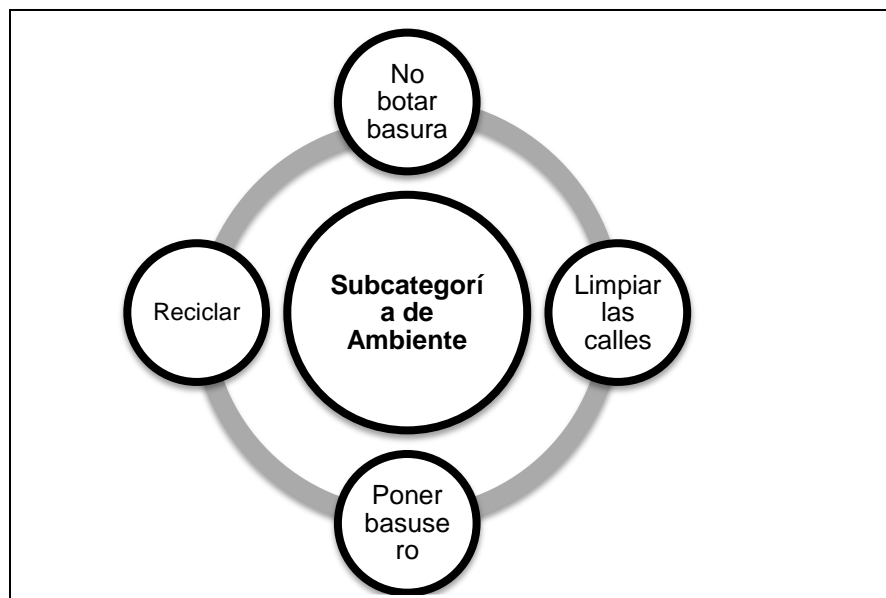 No
botar
basura
Reciclar
Subcategorí
a de
Ambiente
Limpiar
las
calles
Poner
basuse
ro